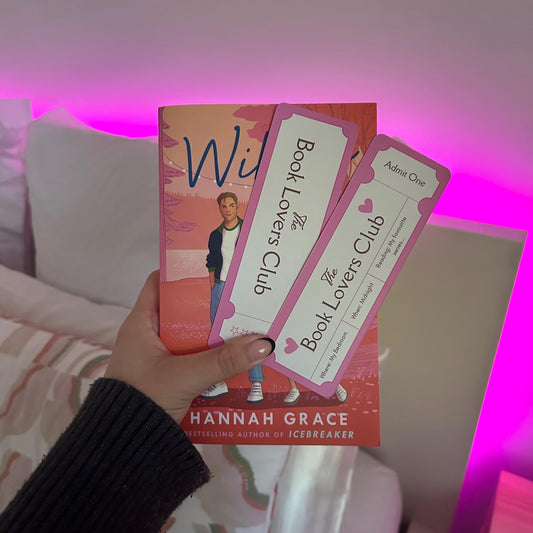 Wil
HANNAH GRACE
BESTSELLING AUTHOR OF ICEBREAKER
The
Book Lovers Club
Admit One
The
Book Lovers Club
Where: My Bedroom
When: Midnight
Reading: My favourite
series...